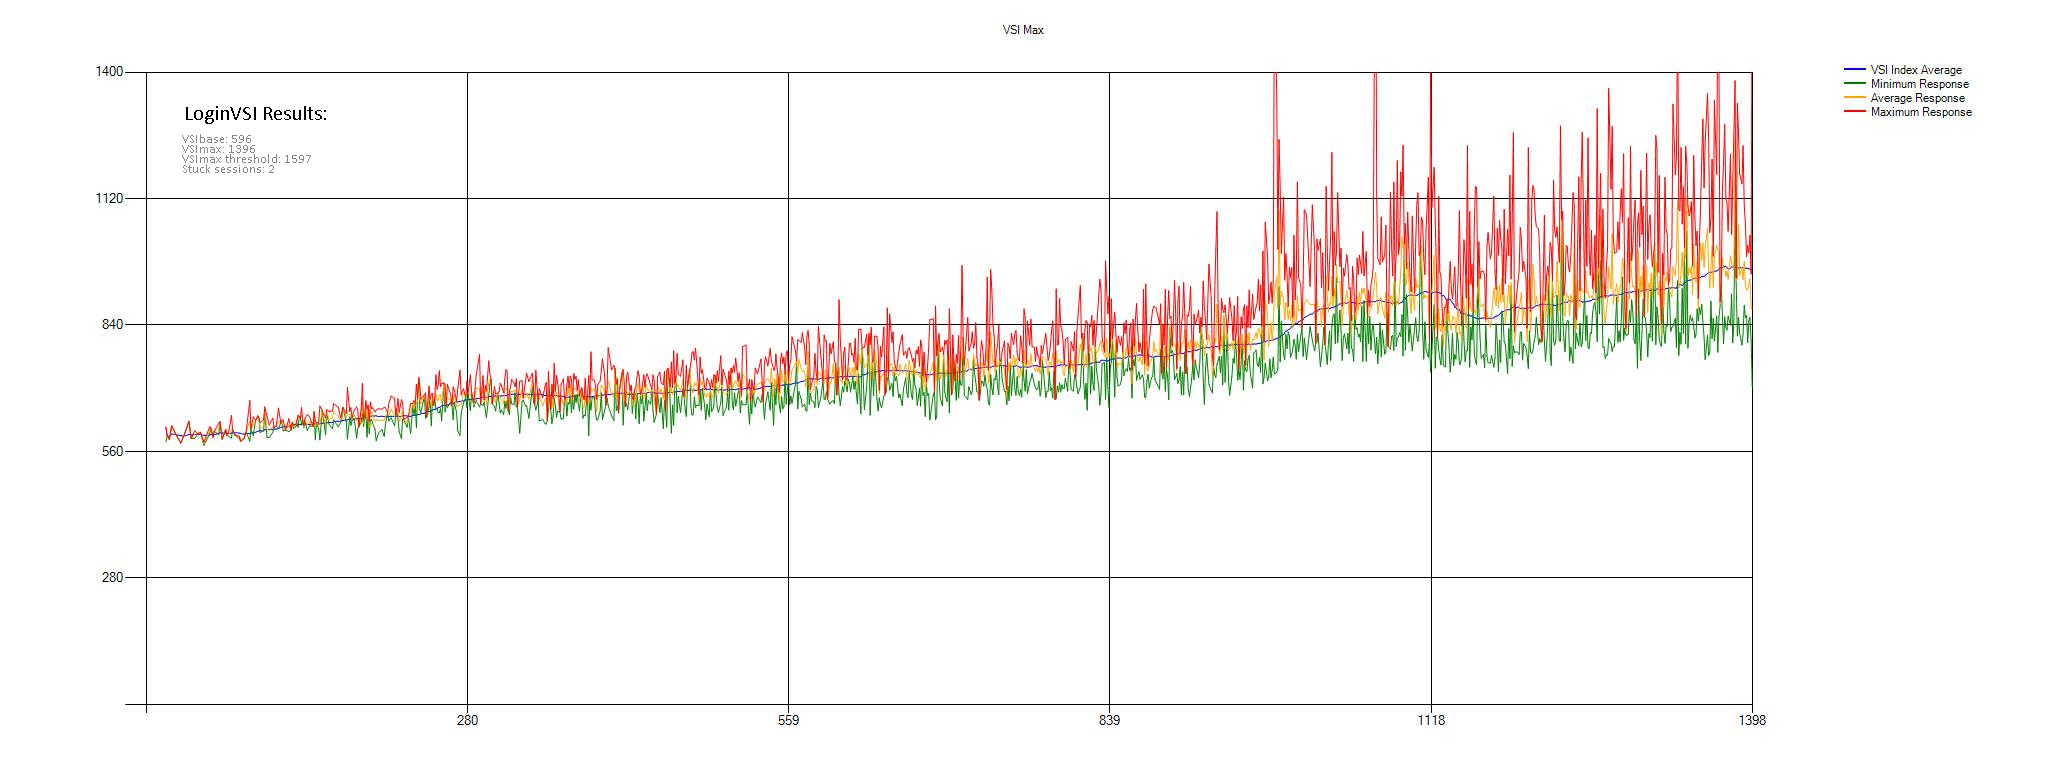 VSI Max
1400
1120
840
560
280
LoginVSI Results:
VSIbase: 596
VSImax: 1396
VSImax threshold: 1597
Stuck sessions: 2
VSI Index Average
Minimum Response
Average Response
Maximum Response
280
559
839
1118
1398